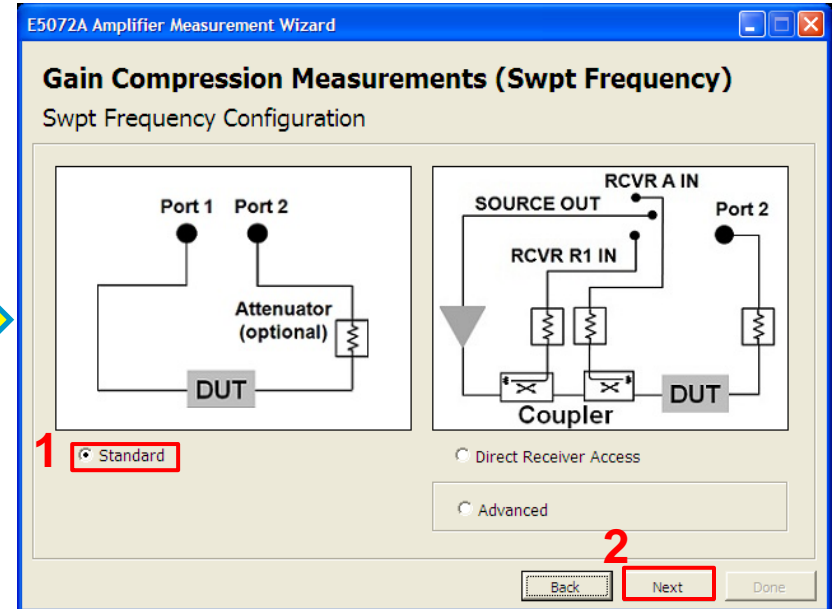 E5072A Amplifier Measurement Wizard
Gain Compression Measurements (Swpt Frequency)
Swpt Frequency Configuration
Port 1 Port 2
Attenuator
(optional)
DUT
RCVR A IN
SOURCE OUT
Port 2
RCVR R1 IN
DUT
Coupler
1
Standard
Direct Receiver Access
Advanced
2
Back
Next
Done